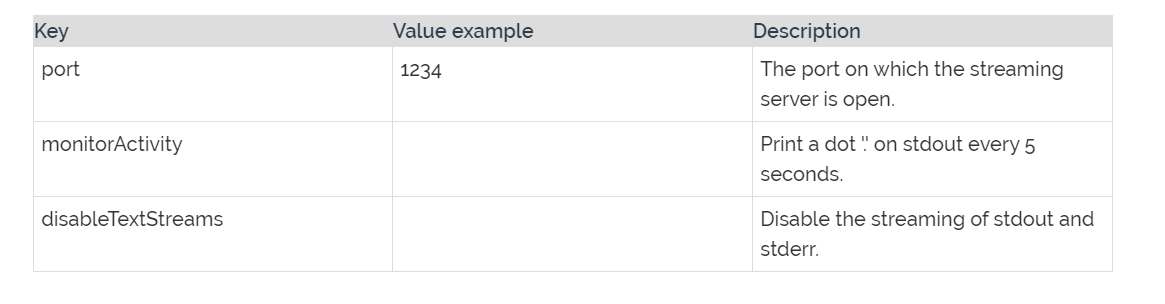 Key Value example Description
port 1234 The port on which the streaming
server is open.
monitorActivity Print a dot '.' on stdout every 5
seconds.
disableTextStreams Disable the streaming of stdout and
stderr.